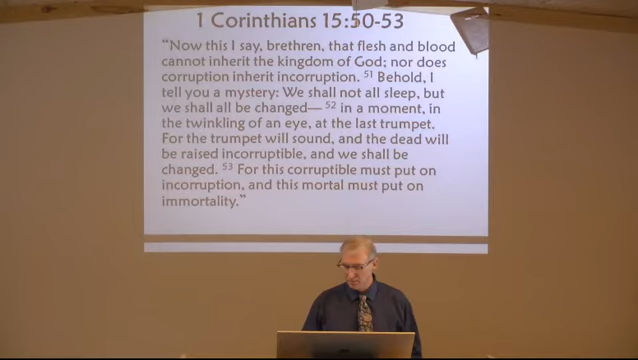 1 Corinthians 15:50-53
“Now this I say, brethren, that flesh and blood
cannot inherit the kingdom of God; nor does
corruption inherit incorruption. 51 Behold, I
tell you a mystery: We shall not all sleep, but
we shall all be changed— 52 in a moment, in
the twinkling of an eye, at the last trumpet.
For the trumpet will sound, and the dead will
be raised incorruptible, and we shall be
changed. 53 For this corruptible must put on
incorruption, and this mortal must put on
immortality.”